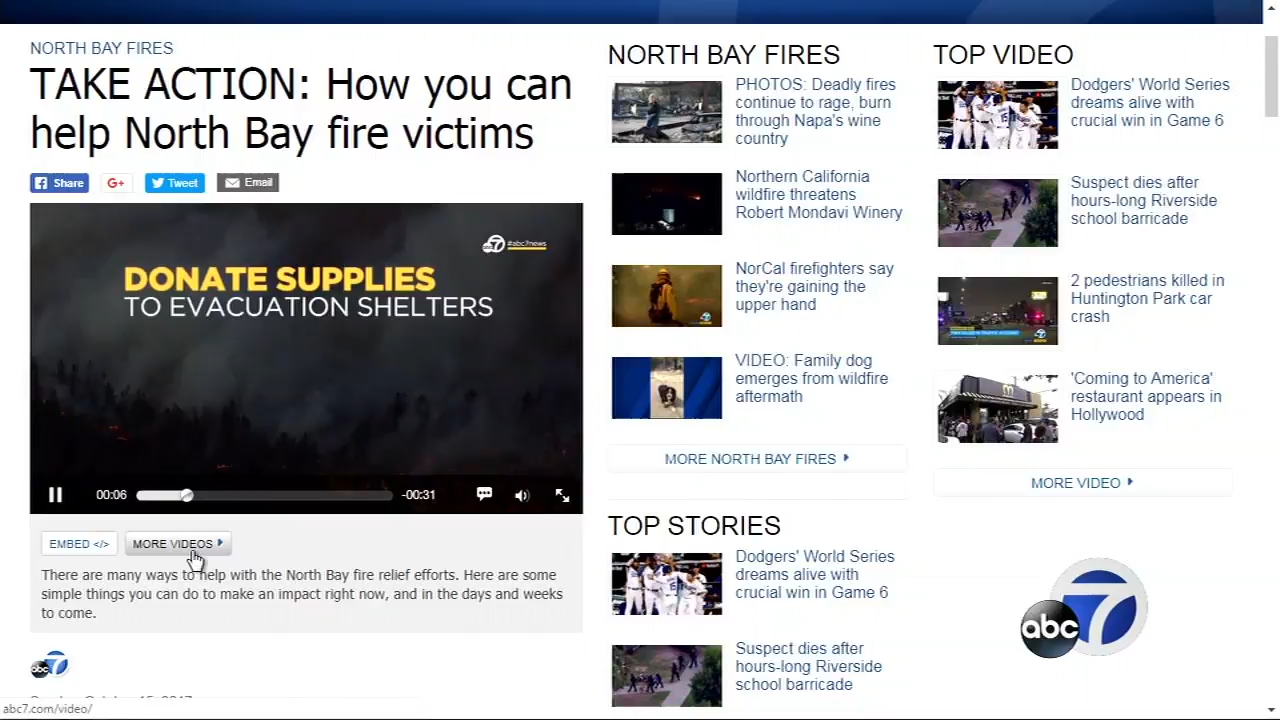 NORTH BAY FIRES
TAKE ACTION: How you can
help North Bay fire victims
Share
G+
Tweet
Email
abc 7 #abc7news
DONATE SUPPLIES
TO EVACUATION SHELTERS
00:06
-00:31
EMBED </>
MORE VIDEOS
There are many ways to help with the North Bay fire relief efforts. Here are some
simple things you can do to make an impact right now, and in the days and weeks
to come.
abc 7
abc7.com/video/
NORTH BAY FIRES
PHOTOS: Deadly fires
continue to rage, burn
through Napa's wine
country
Northern California
wildfire threatens
Robert Mondavi Winery
NorCal firefighters say
they're gaining the
upper hand
VIDEO: Family dog
emerges from wildfire
aftermath
MORE NORTH BAY FIRES
TOP STORIES
Dodgers' World Series
dreams alive with
crucial win in Game 6
Suspect dies after
hours-long Riverside
school barricade
TOP VIDEO
Dodgers' World Series
dreams alive with
crucial win in Game 6
Suspect dies after
hours-long Riverside
school barricade
2 pedestrians killed in
Huntington Park car
crash
'Coming to America'
restaurant appears in
Hollywood
MORE VIDEO
abc 7